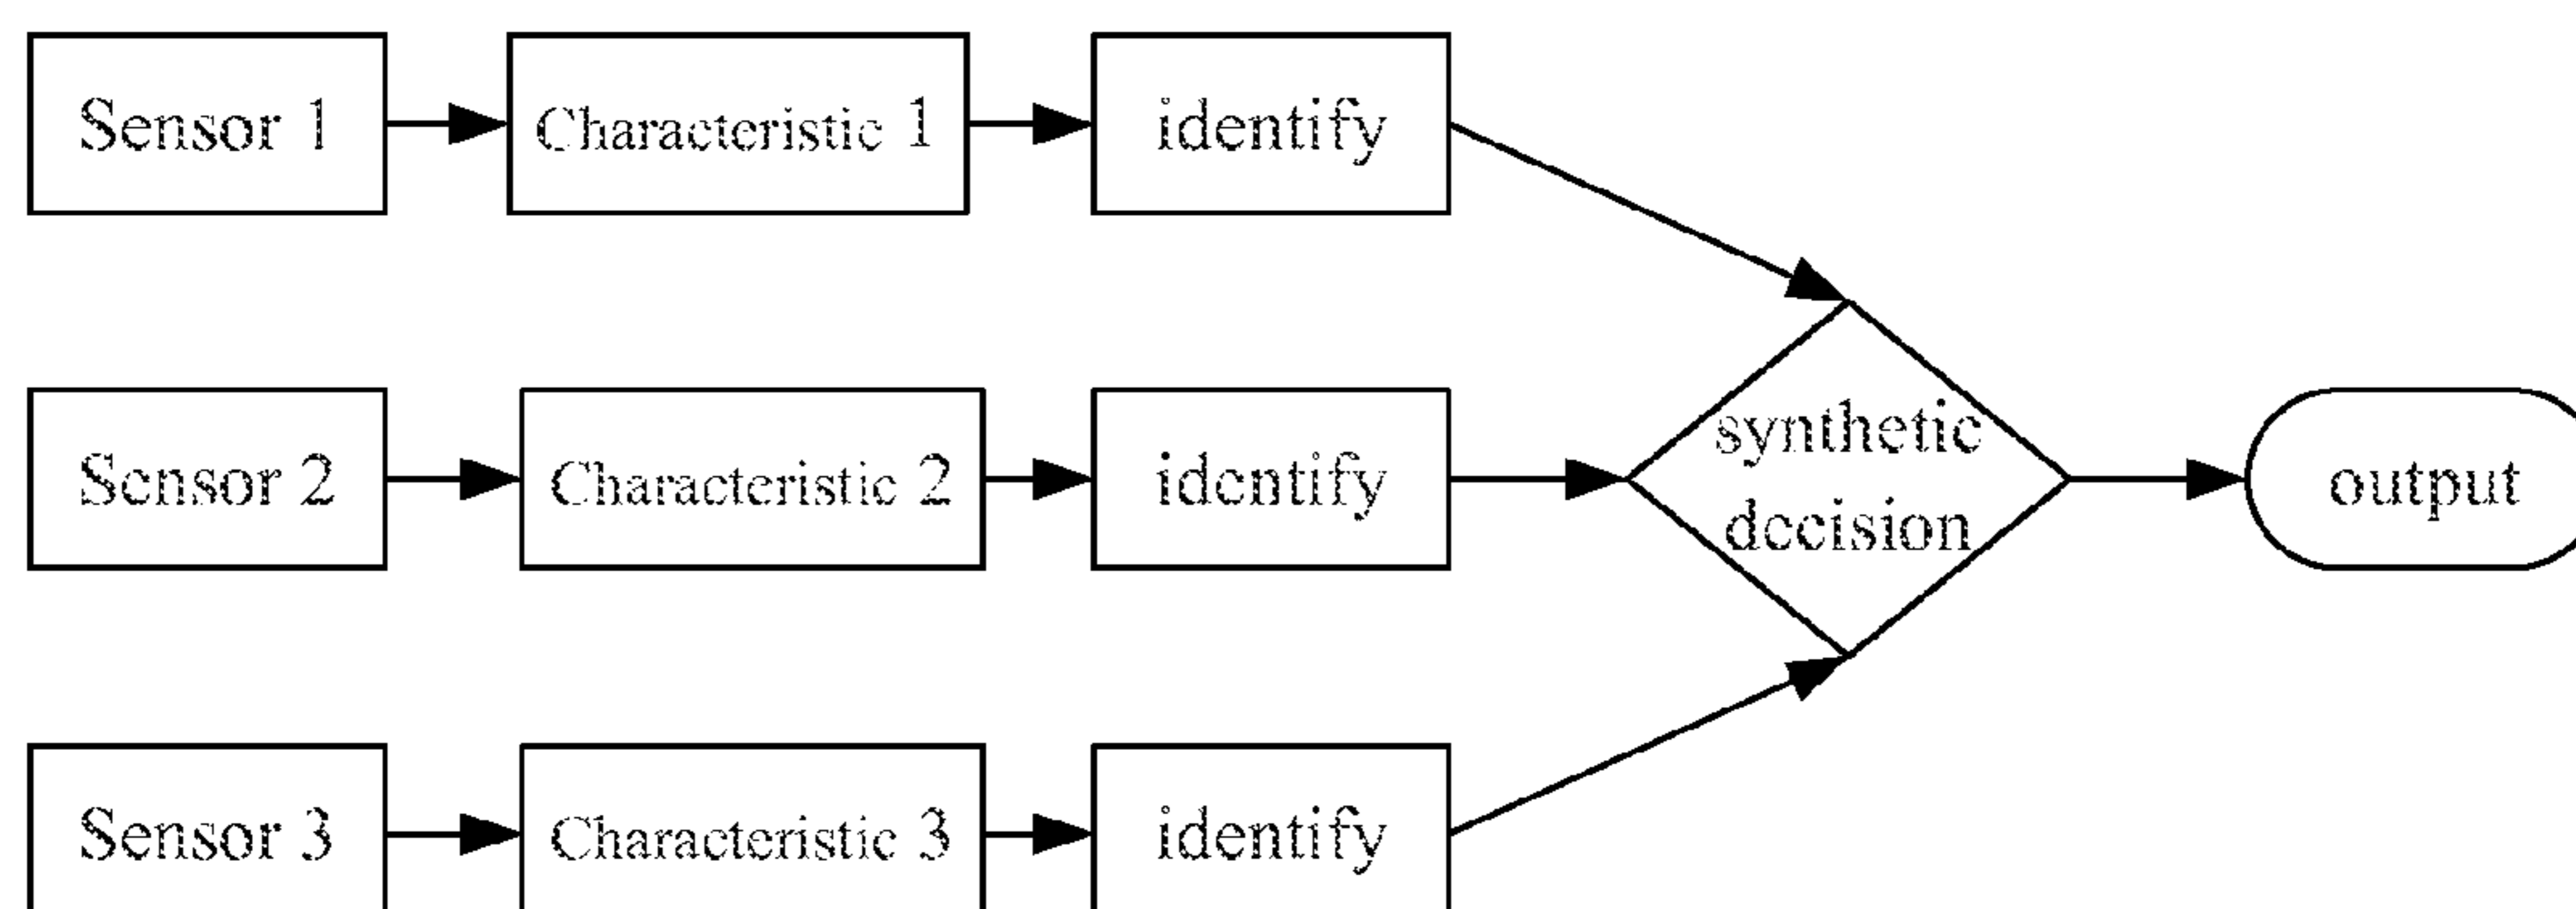 Sensor 1
Characteristic 1
identify
Sensor 2
Characteristic 2
identify
synthetic
decision
output
Sensor 3
Characteristic 3
identify